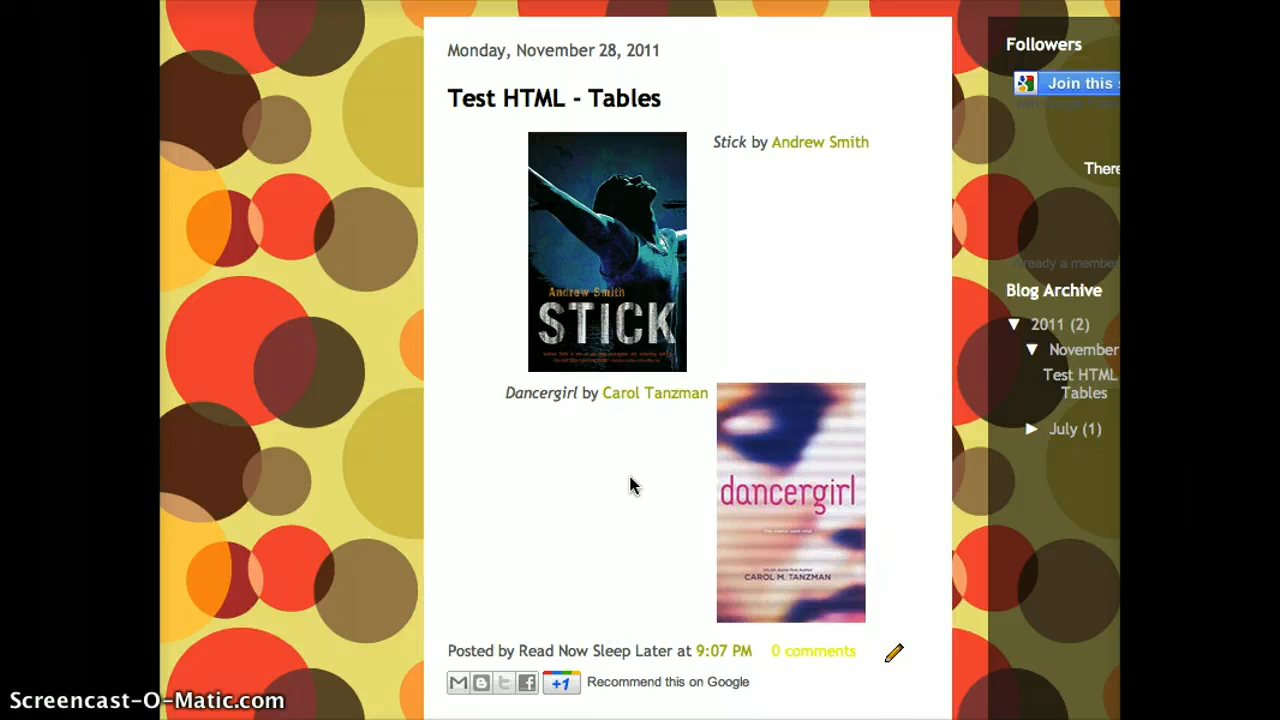 Monday, November 28, 2011
Test HTML - Tables
Stick by Andrew Smith
Andrew Smith
STICK
Dancergirl by Carol Tanzman
dancergirl
CAROL M. TANZMAN
Posted by Read Now Sleep Later at 9:07 PM 0 comments
+1 Recommend this on Google
Followers
Join this
There
Already a member
Blog Archive
▼ 2011 (2)
▼ November
Test HTML
Tables
► July (1)
Screencast-O-Matic.com